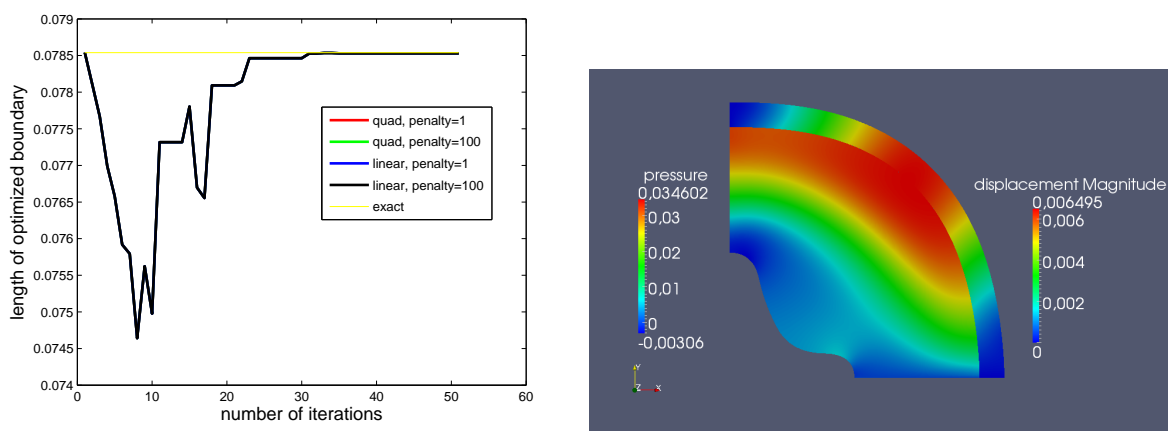 0.079
0.0785
0.078
0.0775
0.077
0.0765
0.076
0.0755
0.075
0.0745
0.074
0
10
20
30
40
50
60
number of iterations
length of optimized boundary
quad, penalty=1
quad, penalty=100
linear, penalty=1
linear, penalty=100
exact
pressure
0,034602
0,03
0,02
0,01
0
-0,00306
displacement Magnitude
0,006495
0,006
0,004
0,002
0
Y
Z
X